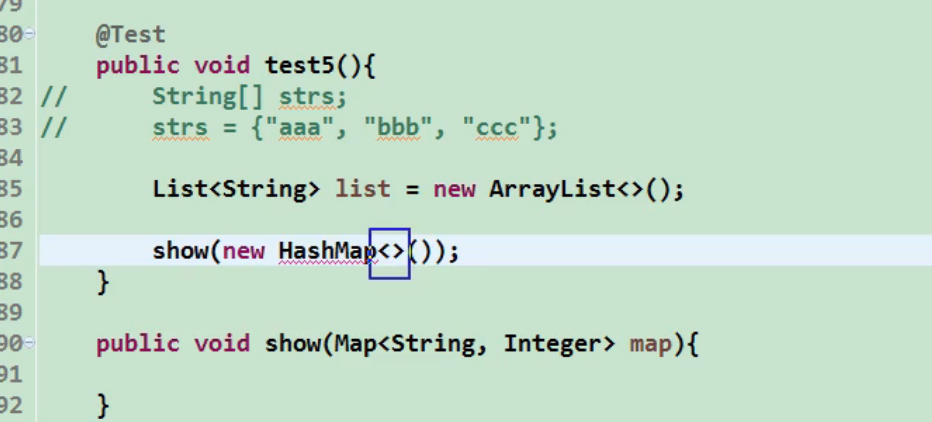 79
80 @Test
81 public void test5(){
82 // String[] strs;
83 // strs = {"aaa", "bbb", "ccc"};
84
85 List<String> list = new ArrayList<>();
86
87 show(new HashMap<>());
88 }
89
90 public void show(Map<String, Integer> map){
91
92 }